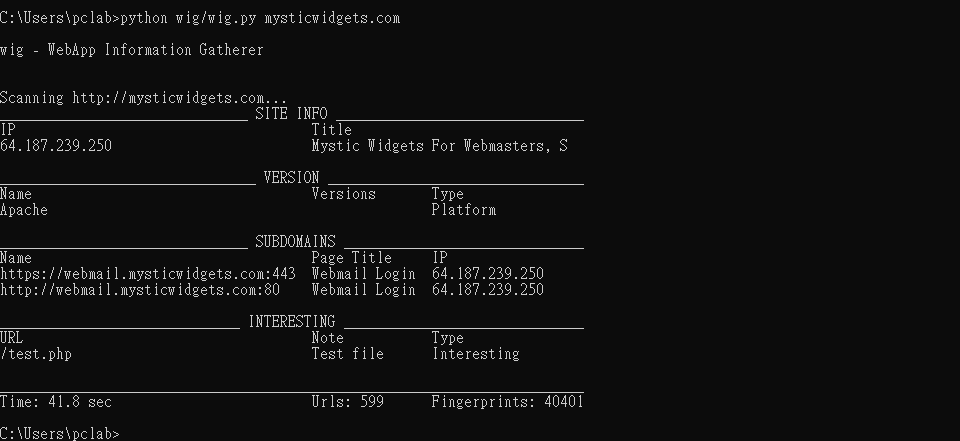 C:\Users\pclab>python wig/wig.py mysticwidgets.com
wig - WebApp Information Gatherer
Scanning http://mysticwidgets.com...
_______________________________ SITE INFO _______________________________
IP                                     Title
64.187.239.250                         Mystic Widgets For Webmasters, S
________________________________ VERSION ________________________________
Name                                   Versions       Type
Apache                                                Platform
_______________________________ SUBDOMAINS ______________________________
Name                                   Page Title     IP
https://webmail.mysticwidgets.com:443  Webmail Login  64.187.239.250
http://webmail.mysticwidgets.com:80    Webmail Login  64.187.239.250
______________________________ INTERESTING ______________________________
URL                                    Note           Type
/test.php                              Test file      Interesting
_________________________________________________________________________
Time: 41.8 sec                         Urls: 599      Fingerprints: 40401
C:\Users\pclab>